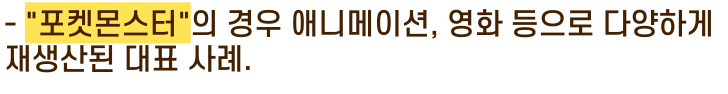 - "포켓몬스터"의 경우 애니메이션, 영화 등으로 다양하게
재생산된 대표 사례.